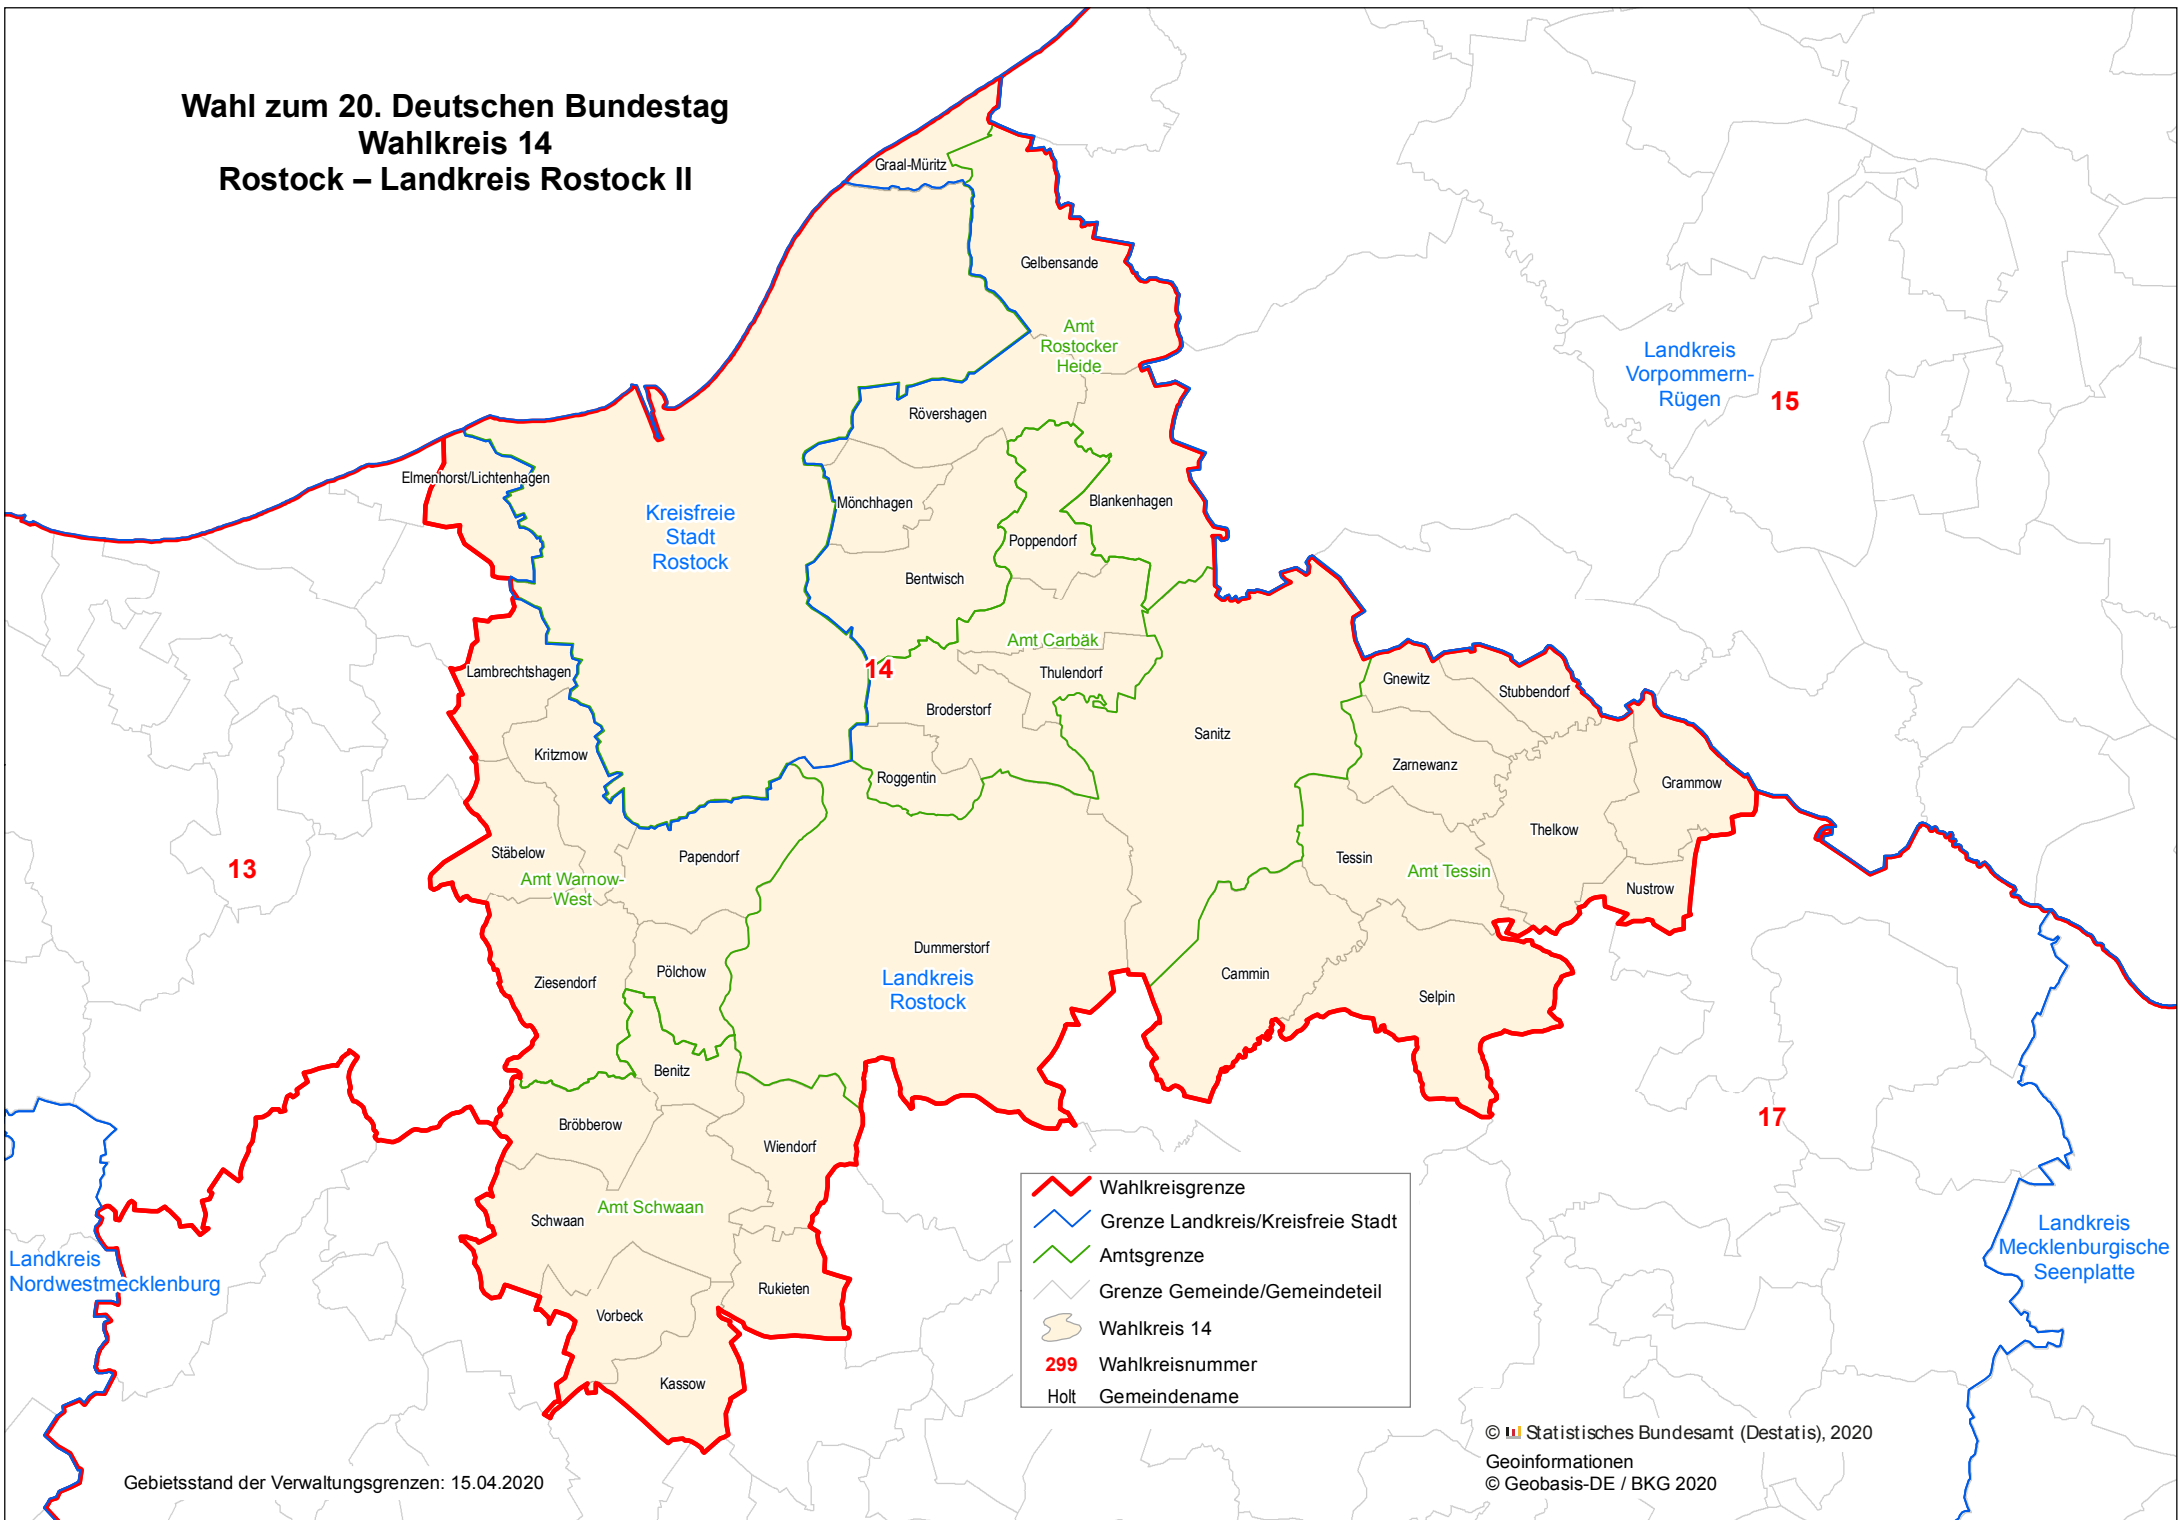 Wahl zum 20. Deutschen Bundestag
Wahlkreis 14
Rostock – Landkreis Rostock II
Graal-Müritz
Gelbensande
Amt
Rostocker
Heide
Landkreis
Vorpommern-
Rügen
15
Rövershagen
Elmenhorst/Lichtenhagen
Mönchhagen
Blankenhagen
Kreisfreie
Stadt
Rostock
Poppendorf
Bentwisch
Amt Carbäk
14
Lambrechtshagen
Thulendorf
Gnewitz
Stubbendorf
Broderstorf
Sanitz
Kritzmow
Zarnewanz
Roggentin
Grammow
Thelkow
Stäbelow
Papendorf
Tessin
13
Amt Warnow-
West
Amt Tessin
Nustrow
Dummerstorf
Landkreis
Rostock
Pölchow
Cammin
Ziesendorf
Selpin
Benitz
17
Bröbberow
Wiendorf
Amt Schwaan
Schwaan
Landkreis
Nordwestmecklenburg
Landkreis
Mecklenburgische
Seenplatte
Rukieten
Vorbeck
Kassow
Wahlkreisgrenze
Grenze Landkreis/Kreisfreie Stadt
Amtsgrenze
Grenze Gemeinde/Gemeindeteil
Wahlkreis 14
299 Wahlkreisnummer
Holt Gemeindename
© Statistisches Bundesamt (Destatis), 2020
Geoinformationen
© Geobasis-DE / BKG 2020
Gebietsstand der Verwaltungsgrenzen: 15.04.2020